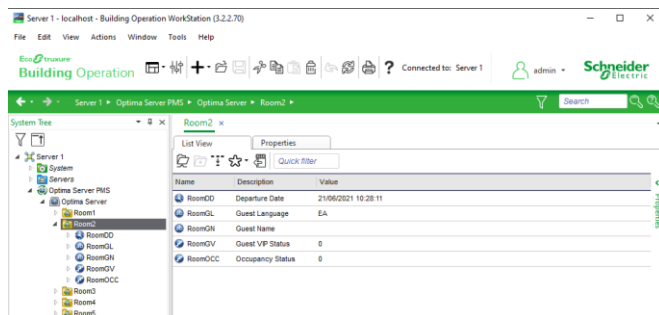 Server 1 - localhost - Building Operation WorkStation (3.2.2.70)
File Edit View Actions Window Tools Help
EcoStruxure
Building Operation
Connected to: Server 1
admin
Schneider
Electric
Server 1 Optima Server PMS Optima Server Room2
Search
System Tree
Room2
List View Properties
Quick filter
Server 1
System
Servers
Optima Server PMS
Optima Server
Room1
Room2
RoomDD
RoomGL
RoomGN
RoomGV
RoomOCC
Room3
Room4
Room5
Name Description Value
RoomDD Departure Date 21/06/2021 10:28:11
RoomGL Guest Language EA
RoomGN Guest Name
RoomGV Guest VIP Status 0
RoomOCC Occupancy Status 0
Properties